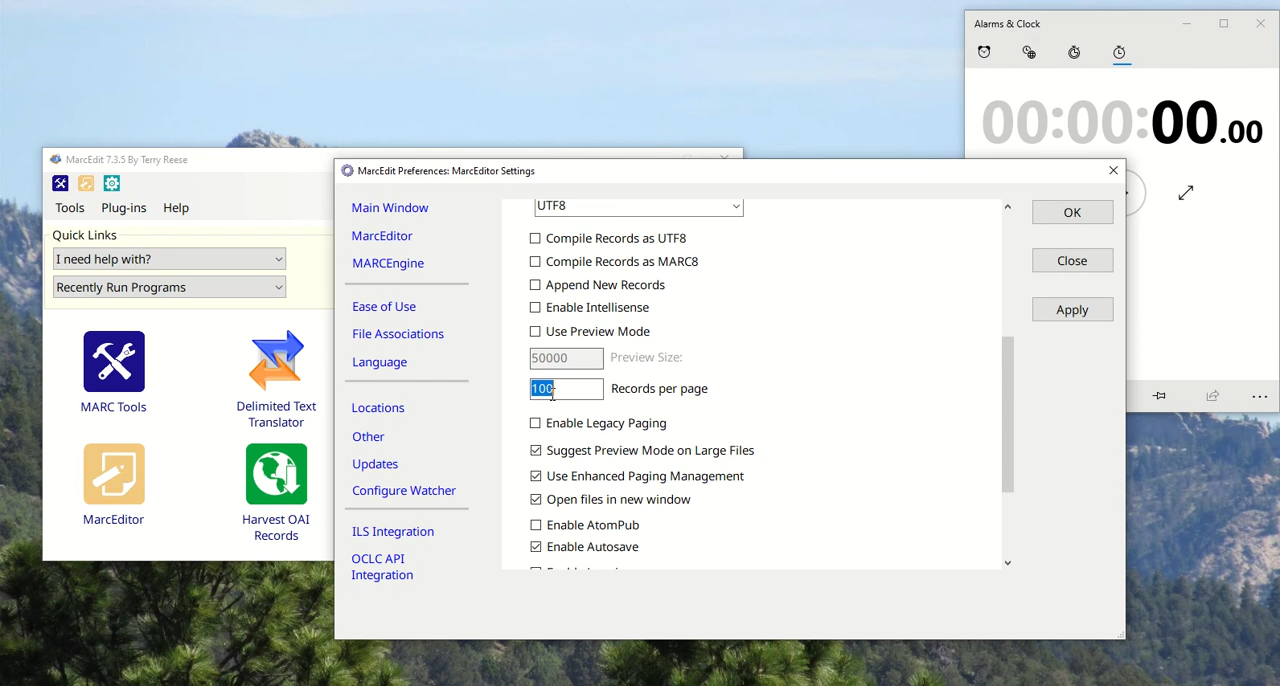 Alarms & Clock
00:00:00.00
MarcEdit 7.3.5 By Terry Reese
Tools Plug-ins Help
Quick Links
I need help with?
Recently Run Programs
MARC Tools
Delimited Text
Translator
MarcEditor
Harvest OAI
Records
MarcEdit Preferences: MarcEditor Settings
Main Window
MarcEditor
MARCEngine
Ease of Use
File Associations
Language
Locations
Other
Updates
Configure Watcher
ILS Integration
OCLC API
Integration
UTF8
Compile Records as UTF8
Compile Records as MARC8
Append New Records
Enable Intellisense
Use Preview Mode
50000 Preview Size:
100 Records per page
Enable Legacy Paging
Suggest Preview Mode on Large Files
Use Enhanced Paging Management
Open files in new window
Enable AtomPub
Enable Autosave
OK
Close
Apply